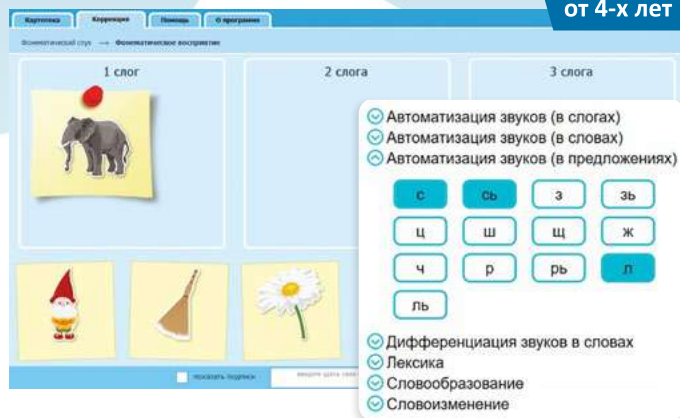 от 4-х лет
Картотека Коррекция Помощь О программе
Фонематический слух → Фонематическое восприятие
1 слог
2 слога
3 слога
Автоматизация звуков (в слогах)
Автоматизация звуков (в словах)
Автоматизация звуков (в предложениях)
с сь з зь
ц ш щ ж
ч р рь л
ль
Дифференциация звуков в словах
Лексика
Словообразование
Словоизменение
показать подписи
введите здесь